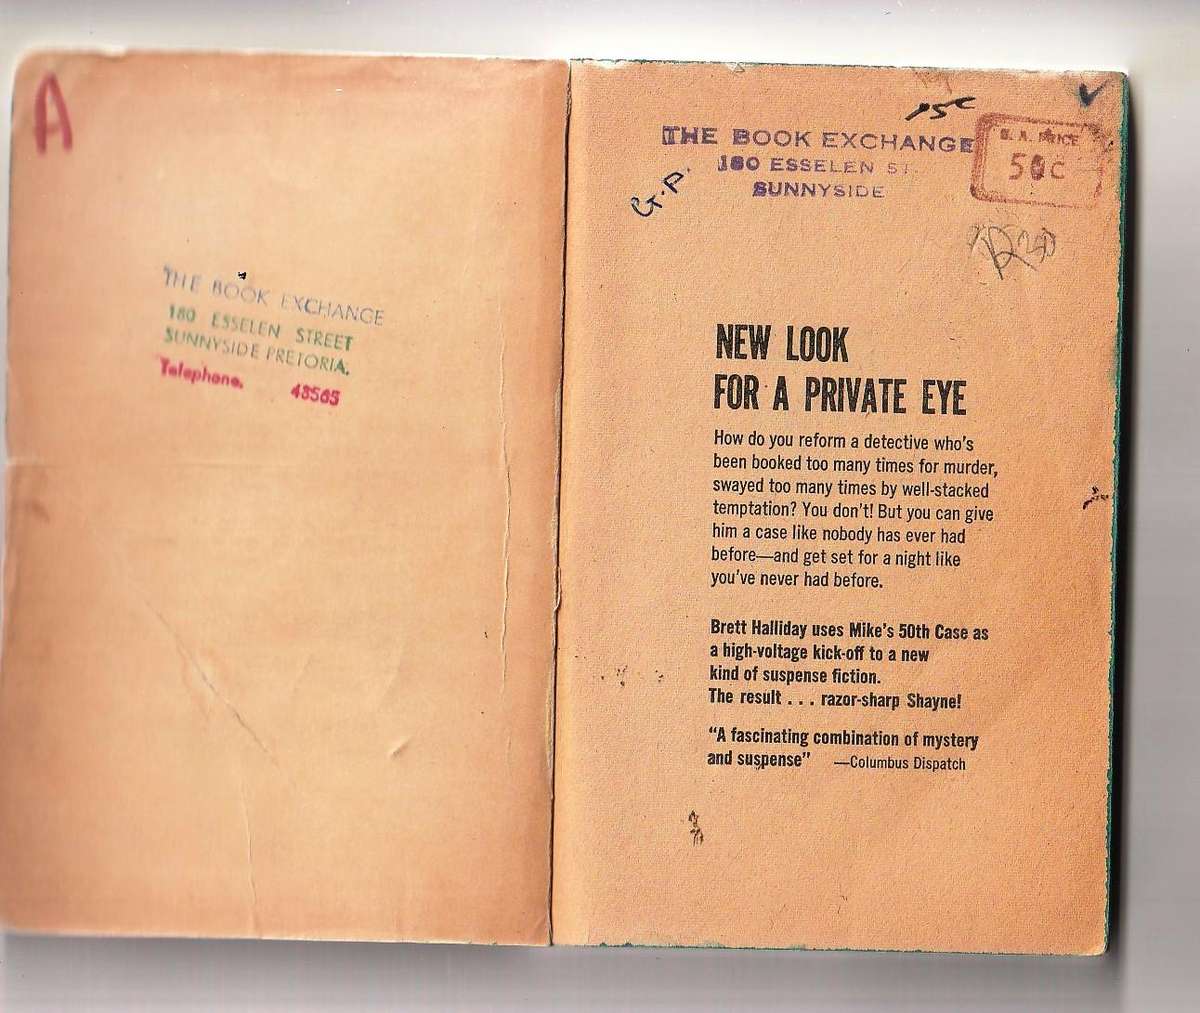 A
THE BOOK EXCHANGE
180 ESSELEN STREET
SUNNYSIDE PRETORIA.
Telephone. 48565
THE BOOK EXCHANGE
180 ESSELEN ST.
SUNNYSIDE
G.P.
S.A. PRICE
50c
NEW LOOK
FOR A PRIVATE EYE
How do you reform a detective who's
been booked too many times for murder,
swayed too many times by well-stacked
temptation? You don't! But you can give
him a case like nobody has ever had
before—and get set for a night like
you've never had before.
Brett Halliday uses Mike's 50th Case as
a high-voltage kick-off to a new
kind of suspense fiction.
The result . . . razor-sharp Shayne!
“A fascinating combination of mystery
and suspense” —Columbus Dispatch